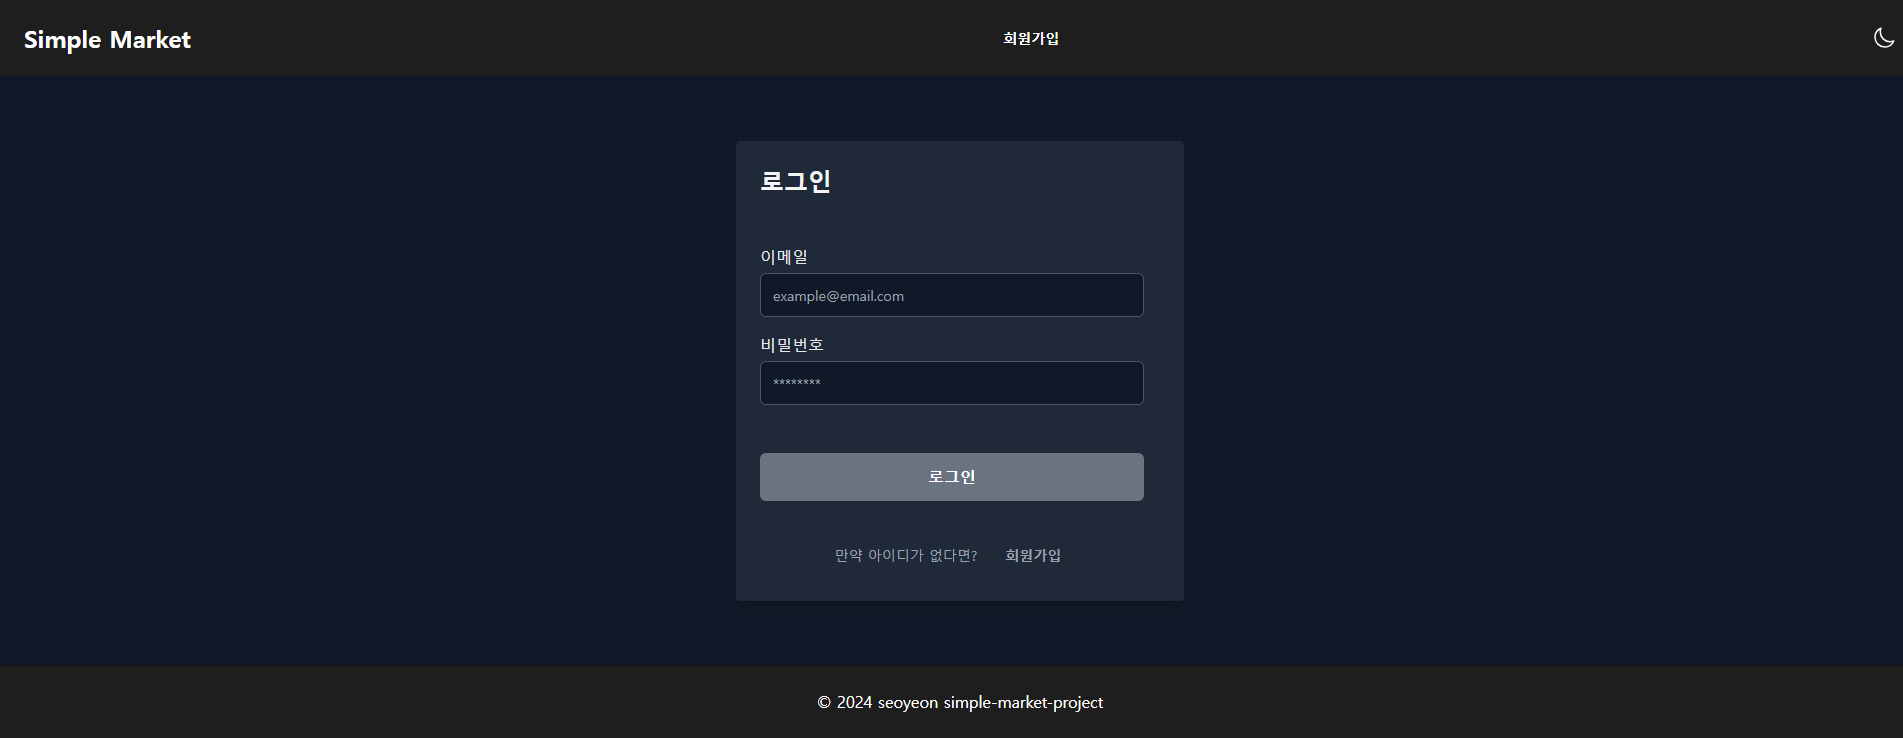 Simple Market
회원가입
로그인
이메일
example@email.com
비밀번호
********
로그인
만약 아이디가 없다면? 회원가입
© 2024 seoyeon simple-market-project